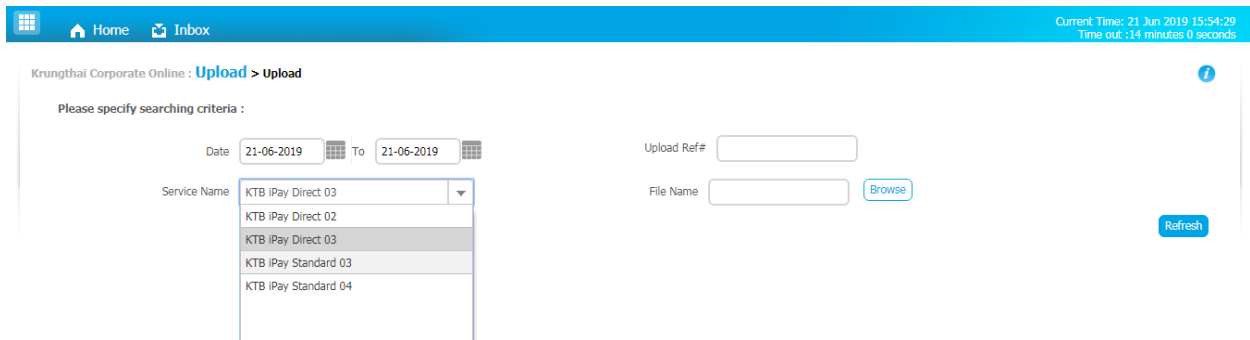 Home Inbox
Current Time: 21 Jun 2019 15:54:29
Time out :14 minutes 0 seconds
Krungthai Corporate Online : Upload > Upload
i
Please specify searching criteria :
Date 21-06-2019 To 21-06-2019 Upload Ref#
Service Name KTB iPay Direct 03 File Name Browse
KTB iPay Direct 02
Refresh
KTB iPay Direct 03
KTB iPay Standard 03
KTB iPay Standard 04